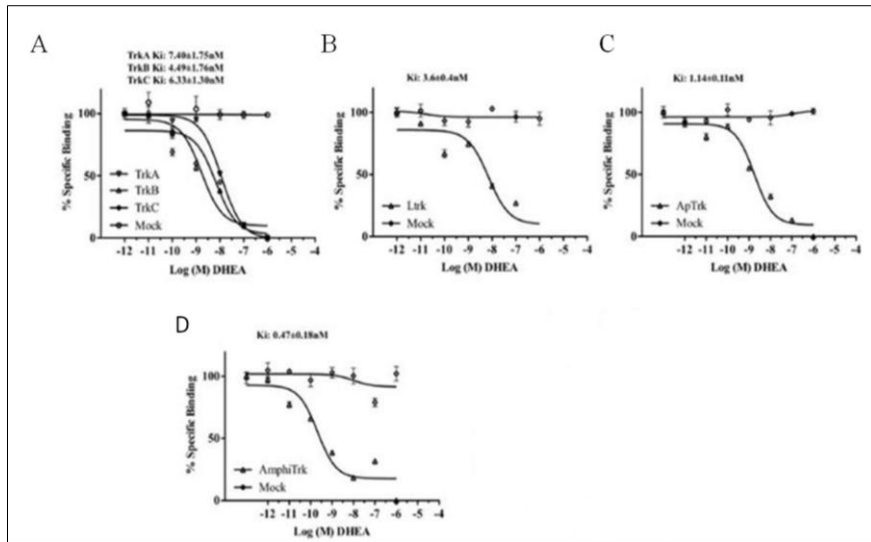 A
TrkA Ki: 7.40±1.75nM
TrkB Ki: 4.49±1.76nM
TrkC Ki: 6.33±1.30nM
% Specific Binding
100
50
0
TrkA
TrkB
TrkC
Mock
-12 -11 -10 -9 -8 -7 -6 -5 -4
Log (M) DHEA
B
Ki: 3.6±0.4nM
% Specific Binding
100
50
0
Ltrk
Mock
-12 -11 -10 -9 -8 -7 -6 -5 -4
Log (M) DHEA
C
Ki: 1.14±0.11nM
% Specific Binding
100
50
0
ApTrk
Mock
-12 -11 -10 -9 -8 -7 -6 -5 -4
Log (M) DHEA
D
Ki: 0.47±0.18nM
% Specific Binding
100
50
0
AmphiTrk
Mock
-12 -11 -10 -9 -8 -7 -6 -5 -4
Log (M) DHEA